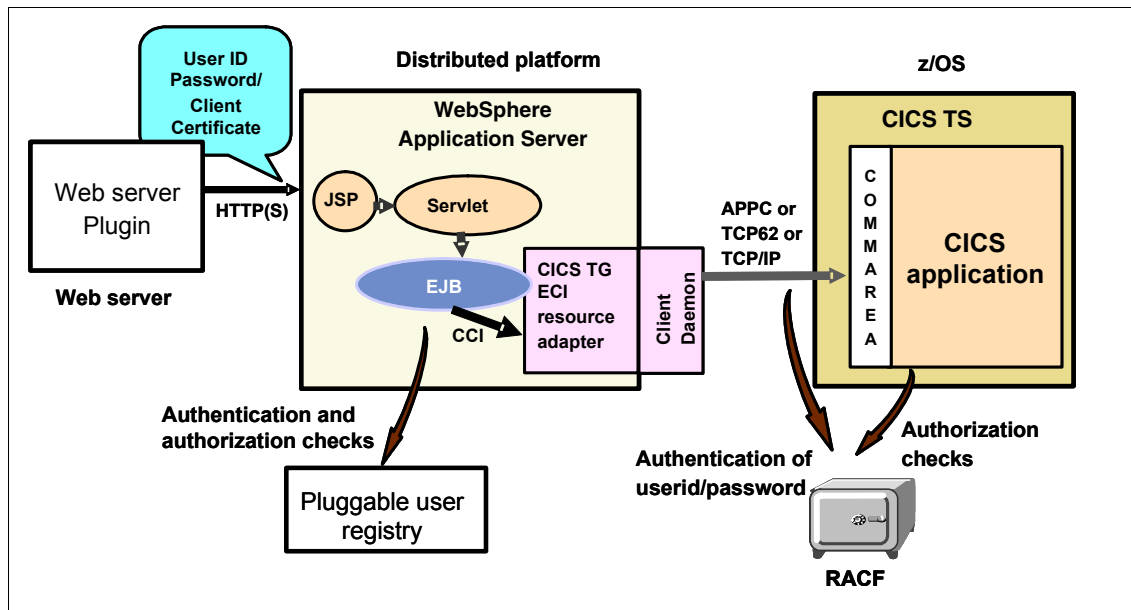 User ID
Password/
Client
Certificate
Distributed platform
z/OS
Web server
Plugin
Web server
HTTP(S)
WebSphere
Application Server
JSP
Servlet
EJB
CCI
CICS TG
ECI
resource
adapter
Client
Daemon
APPC or
TCP62 or
TCP/IP
CICS TS
C
O
M
M
A
R
E
A
CICS
application
Authentication and
authorization checks
Pluggable user
registry
Authentication of
userid/password
Authorization
checks
RACF